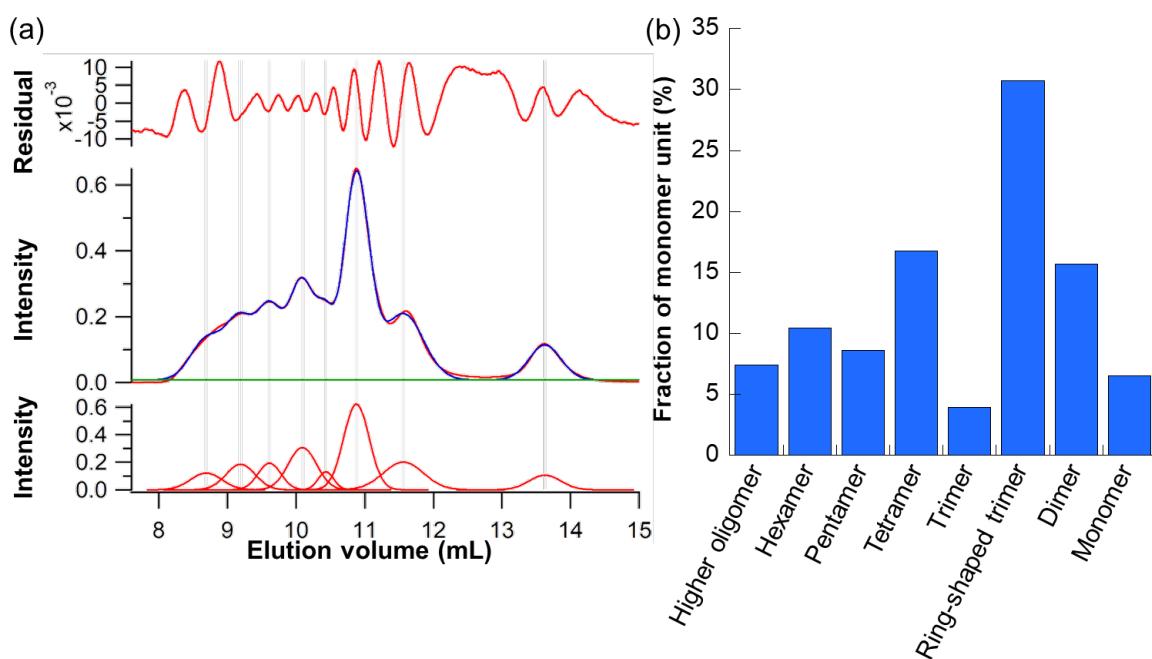 (a)
Residual
x10⁻³
10
5
0
-5
-10
Intensity
0.6
0.4
0.2
0.0
Intensity
0.6
0.4
0.2
0.0
8 9 10 11 12 13 14 15
Elution volume (mL)
(b)
Fraction of monomer unit (%)
35
30
25
20
15
10
5
0
Higher oligomer
Hexamer
Pentamer
Tetramer
Trimer
Ring-shaped trimer
Dimer
Monomer